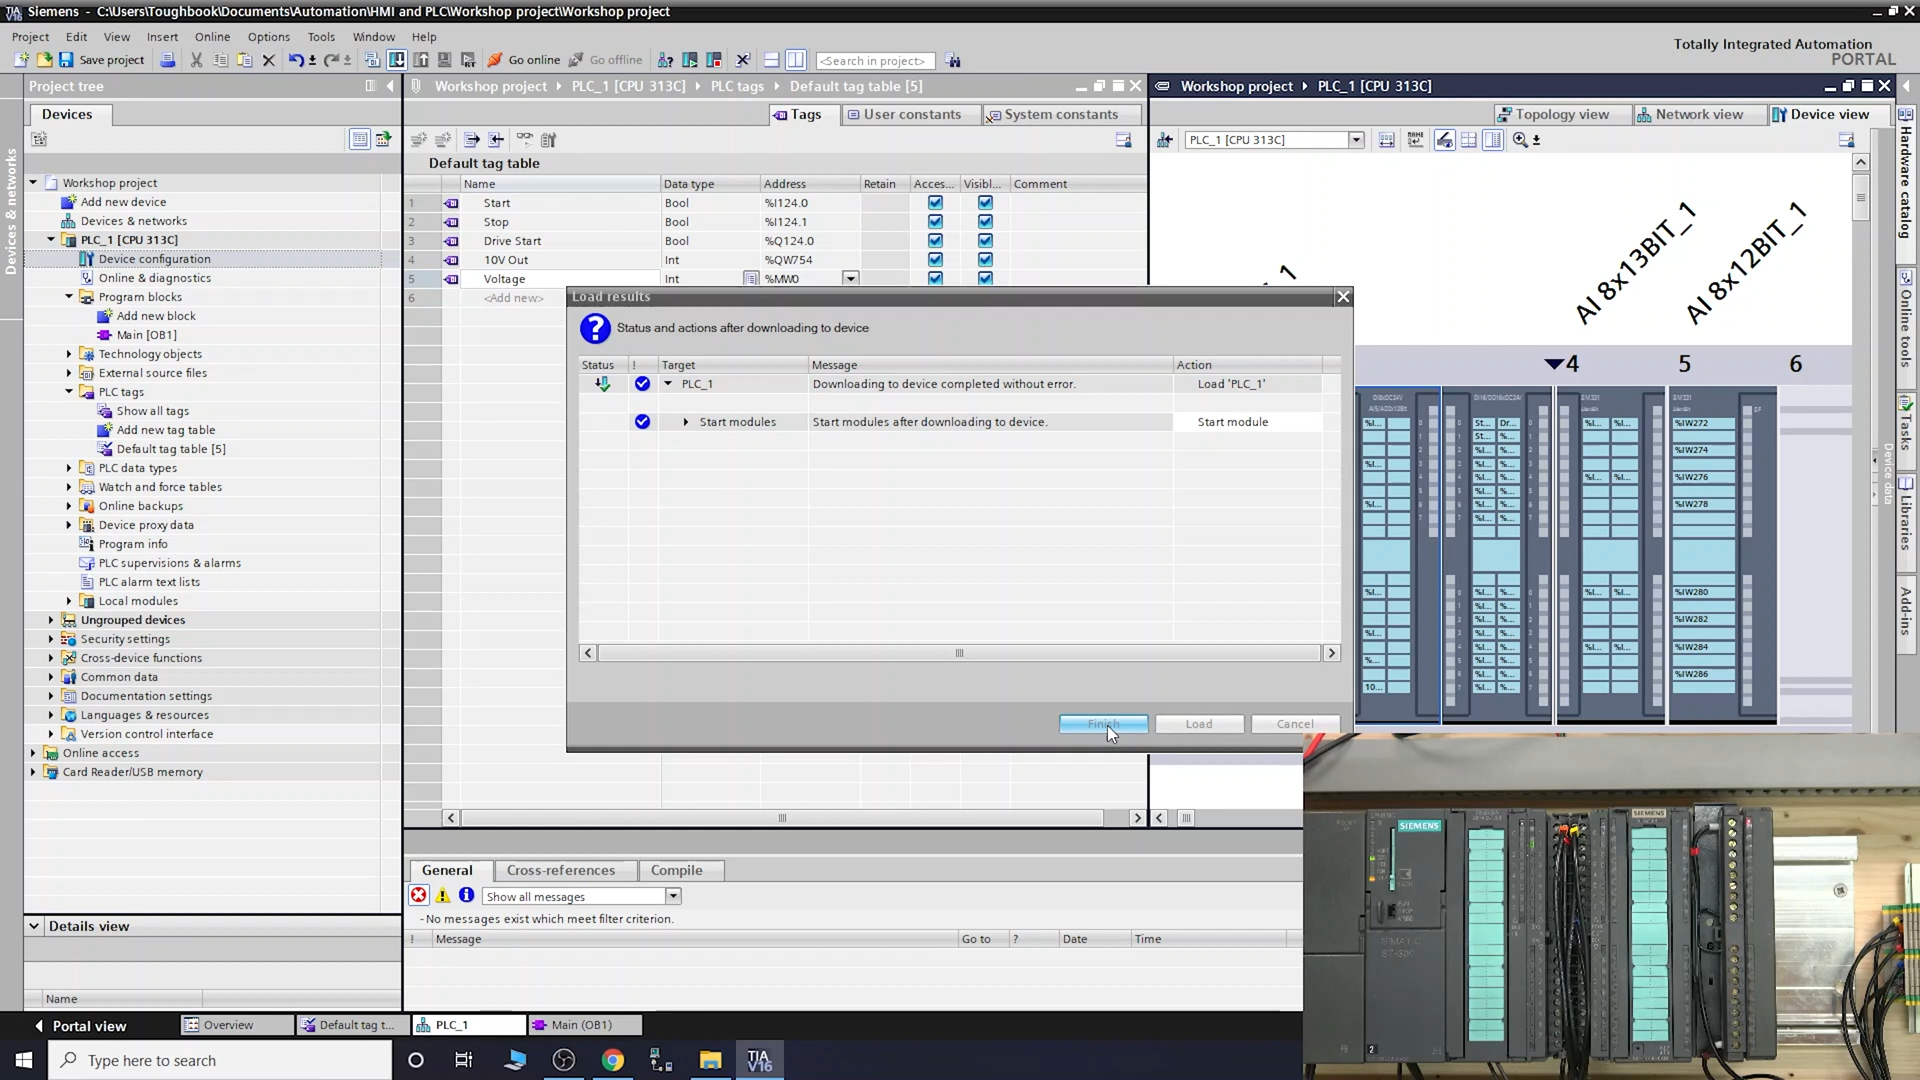 Siemens - C:\Users\Toughbook\Documents\Automation\HMI and PLC\Workshop project\Workshop project
Project Edit View Insert Online Options Tools Window Help
Totally Integrated Automation
PORTAL
Save project
Go online
Go offline
<Search in project>
Project tree
Devices
Devices & networks
Workshop project
Add new device
Devices & networks
PLC_1 [CPU 313C]
Device configuration
Online & diagnostics
Program blocks
Add new block
Main [OB1]
Technology objects
External source files
PLC tags
Show all tags
Add new tag table
Default tag table [5]
PLC data types
Watch and force tables
Online backups
Device proxy data
Program info
PLC supervisions & alarms
PLC alarm text lists
Local modules
Ungrouped devices
Security settings
Cross-device functions
Common data
Documentation settings
Languages & resources
Version control interface
Online access
Card Reader/USB memory
Details view
Name
Workshop project PLC_1 [CPU 313C] PLC tags Default tag table [5]
Tags User constants System constants
Default tag table
Name Data type Address Retain Acces... Visibl... Comment
1 Start Bool %I124.0
2 Stop Bool %I124.1
3 Drive Start Bool %Q124.0
4 10V Out Int %QW754
5 Voltage Int %MW0
6 <Add new>
Load results
Status and actions after downloading to device
Status ! Target Message Action
PLC_1 Downloading to device completed without error. Load 'PLC_1'
Start modules Start modules after downloading to device. Start module
Finish Load Cancel
Workshop project PLC_1 [CPU 313C]
Topology view Network view Device view
PLC_1 [CPU 313C]
AI 8x13BIT_1
AI 8x12BIT_1
4 5 6
%IW272
%IW274
%IW276
%IW278
%IW280
%IW282
%IW284
%IW286
Hardware catalog
Online tools
Tasks
Libraries
Add-ins
Device data
General Cross-references Compile
Show all messages
- No messages exist which meet filter criterion.
! Message Go to ? Date Time
SIEMENS
SIEMENS
SIMATIC
S7-300
2
Portal view
Overview
Default tag t...
PLC_1
Main (OB1)
Type here to search
TIA
V16